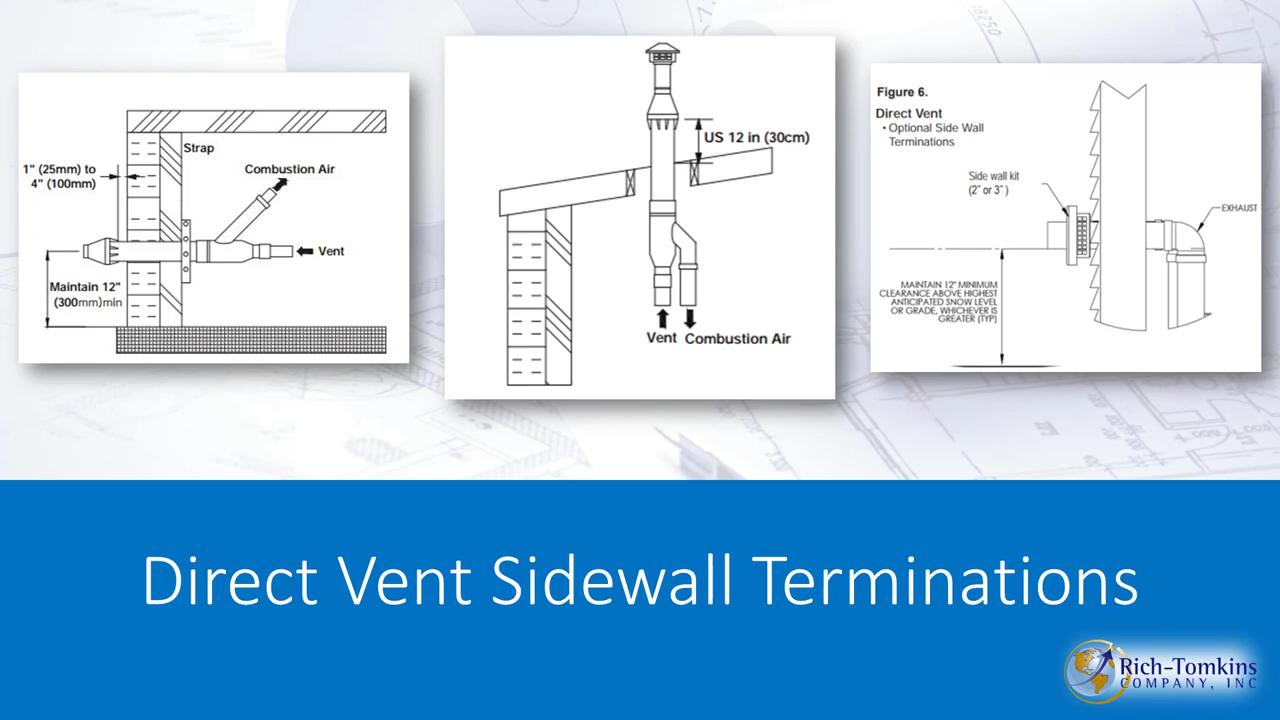 Strap
Combustion Air
1" (25mm) to
4" (100mm)
Vent
Maintain 12"
(300mm)min
US 12 in (30cm)
Vent Combustion Air
Figure 6.
Direct Vent
• Optional Side Wall
Terminations
Side wall kit
(2" or 3")
EXHAUST
MAINTAIN 12" MINIMUM
CLEARANCE ABOVE HIGHEST
ANTICIPATED SNOW LEVEL
OR GRADE, WHICHEVER IS
GREATER (TYP)
18250
Direct Vent Sidewall Terminations
Rich-Tomkins
COMPANY, INC